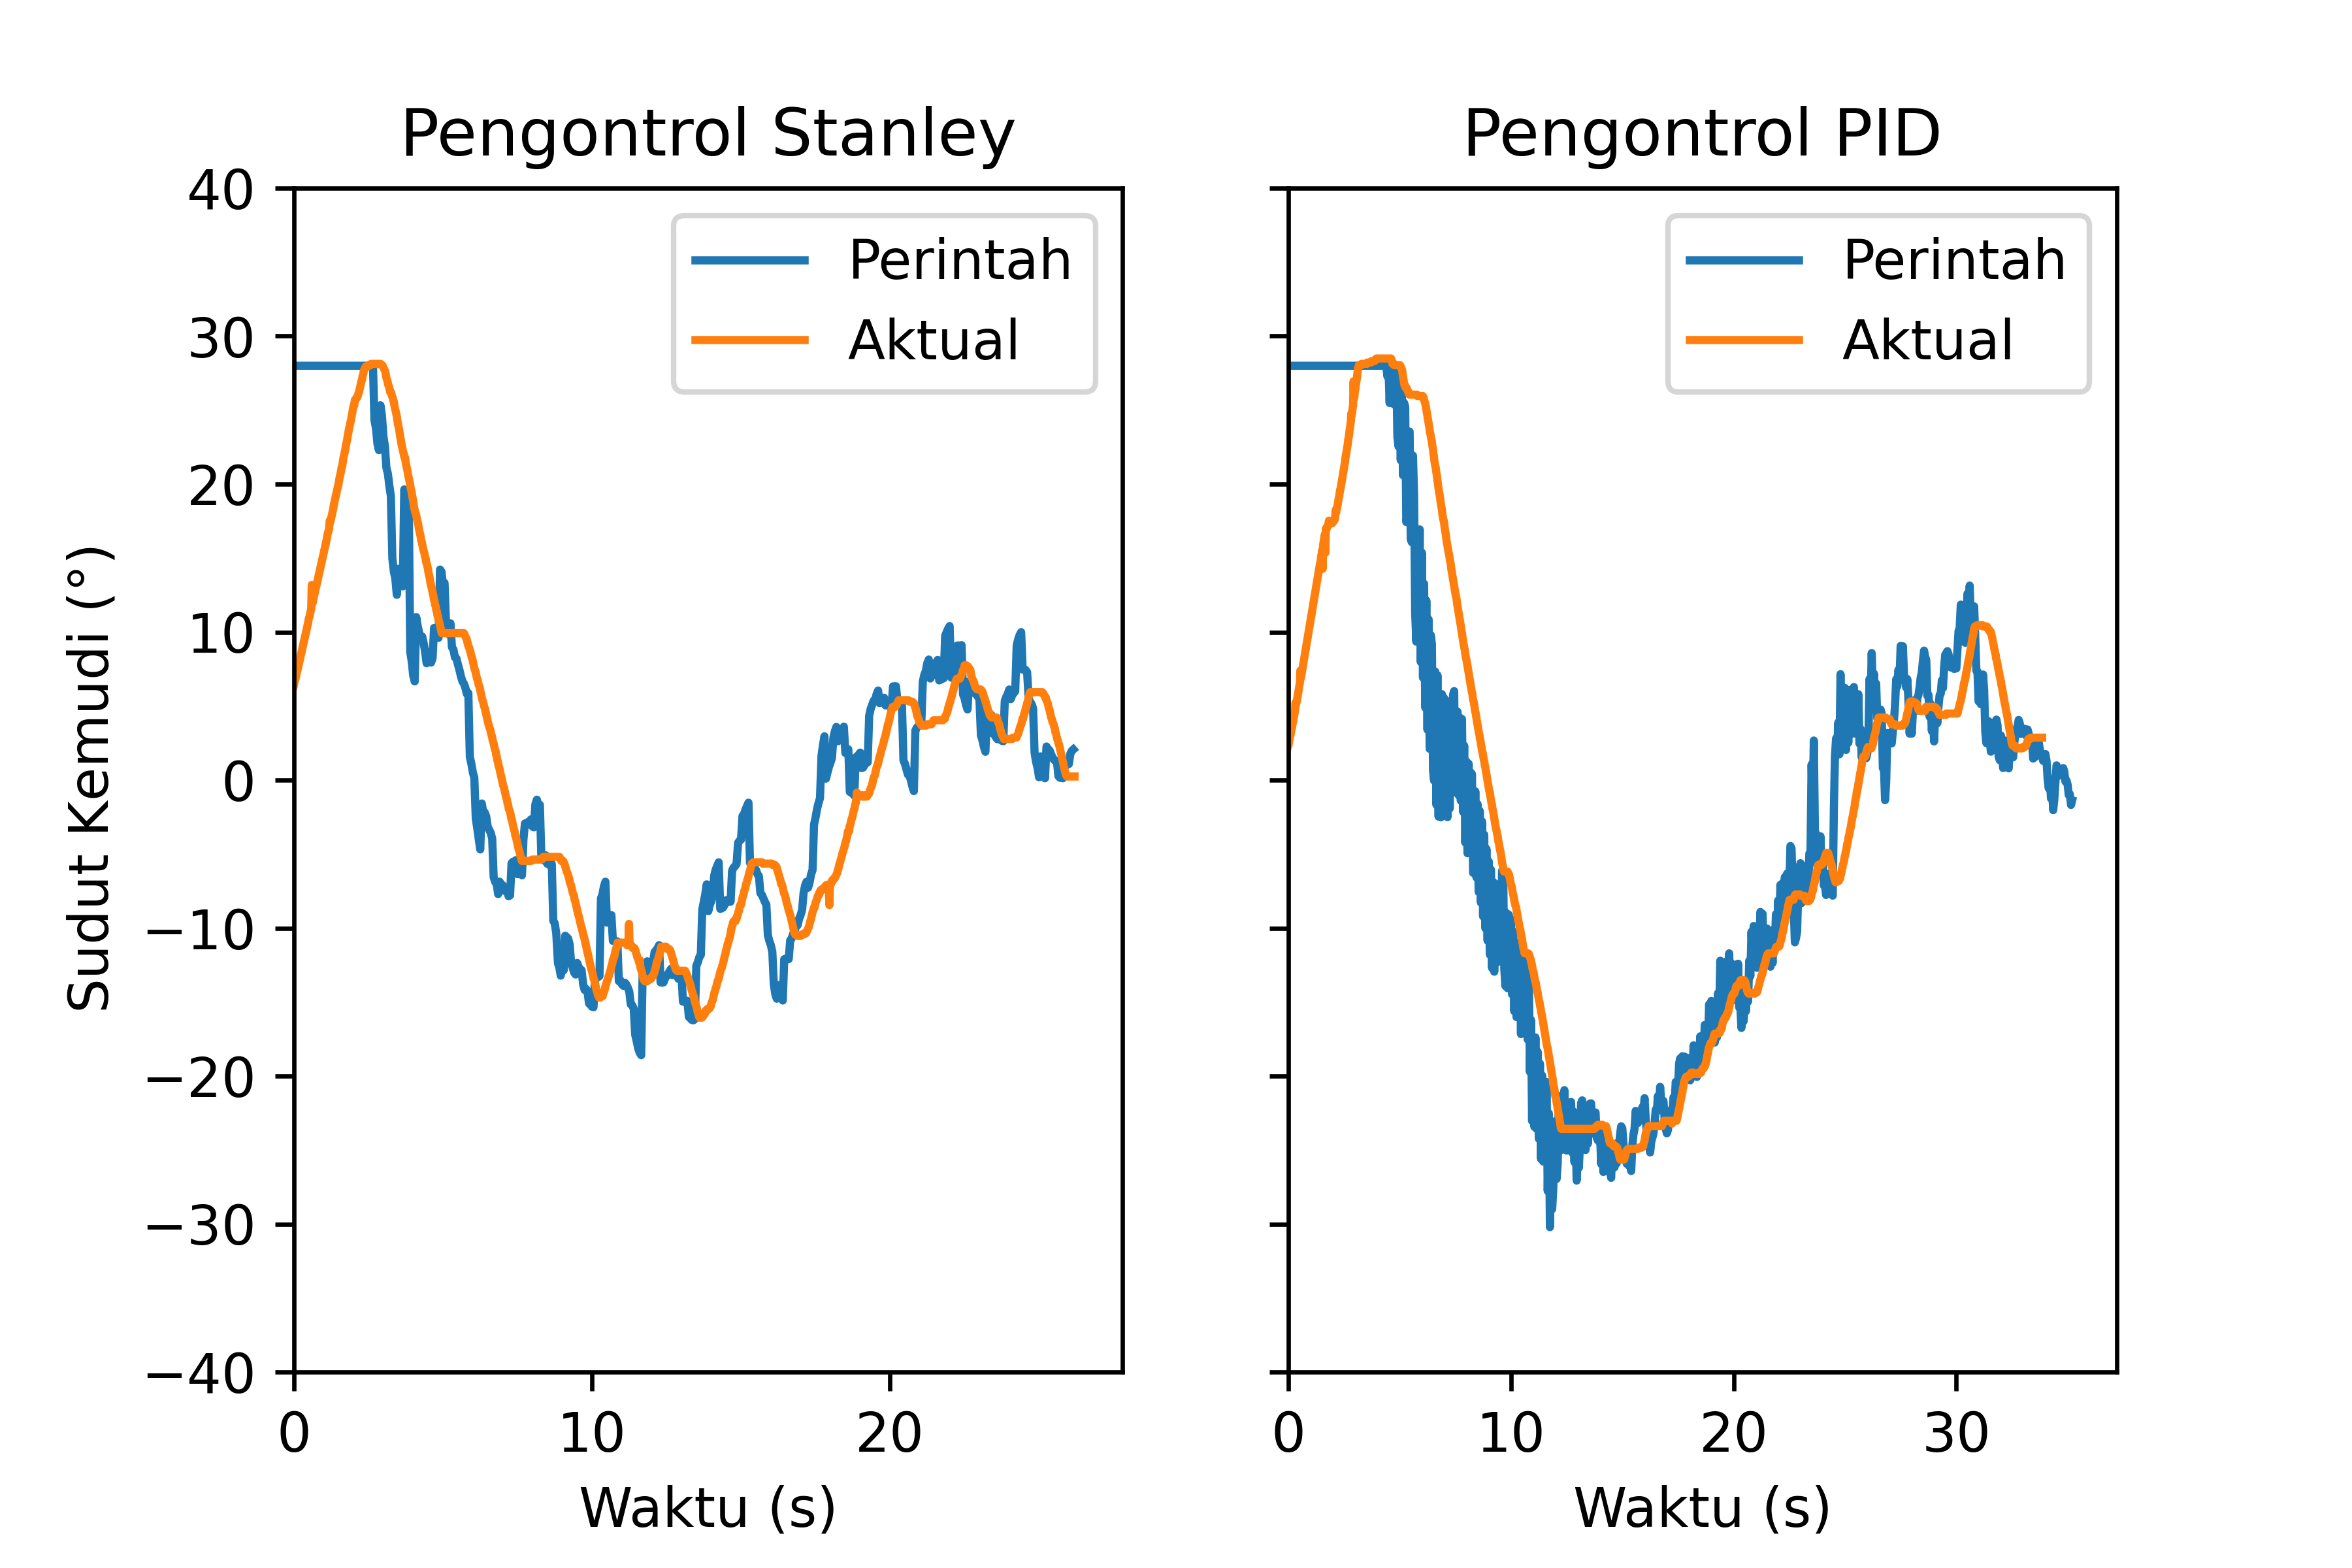 Pengontrol Stanley
Pengontrol PID
40
30
20
10
0
−10
−20
−30
−40
Sudut Kemudi (°)
Perintah
Aktual
Perintah
Aktual
0 10 20
0 10 20 30
Waktu (s)
Waktu (s)